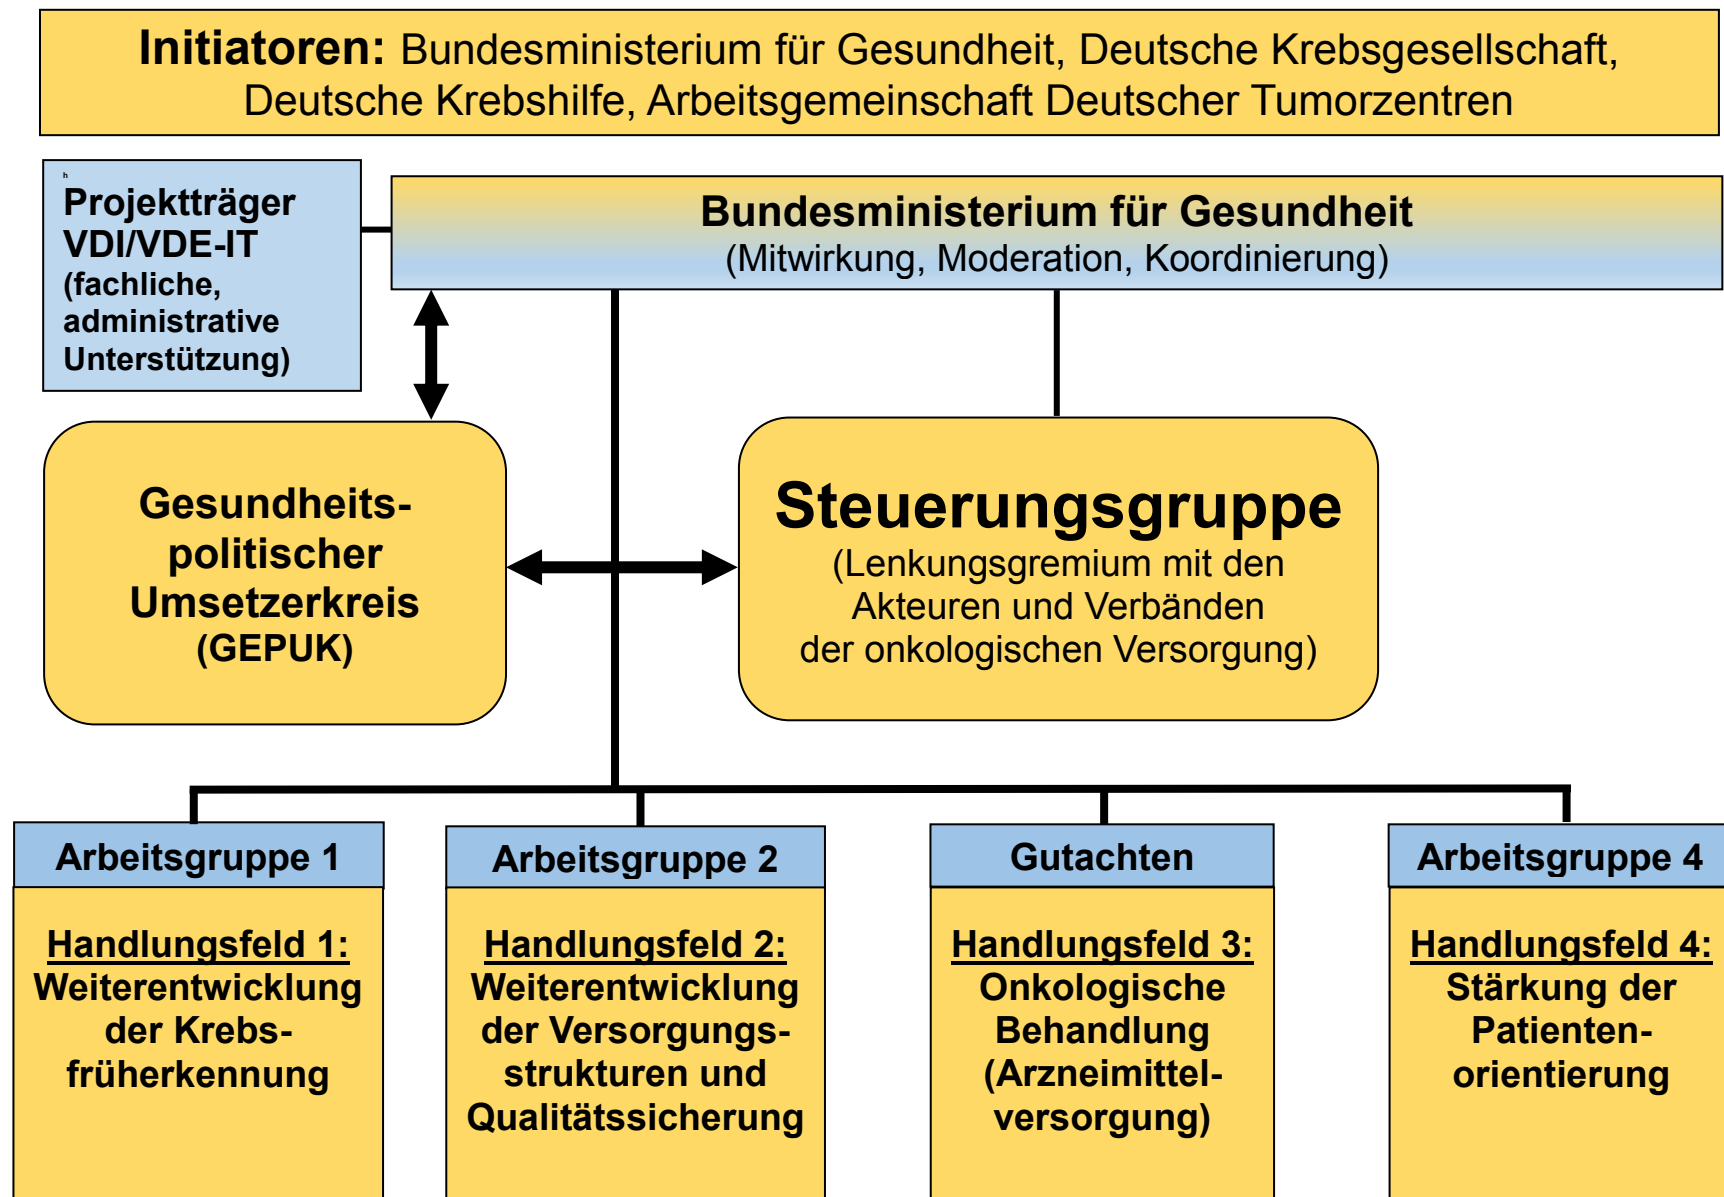 Initiatoren: Bundesministerium für Gesundheit, Deutsche Krebsgesellschaft,
Deutsche Krebshilfe, Arbeitsgemeinschaft Deutscher Tumorzentren
h
Projektträger
VDI/VDE-IT
(fachliche,
administrative
Unterstützung)
Bundesministerium für Gesundheit
(Mitwirkung, Moderation, Koordinierung)
Gesundheits-
politischer
Umsetzerkreis
(GEPUK)
Steuerungsgruppe
(Lenkungsgremium mit den
Akteuren und Verbänden
der onkologischen Versorgung)
Arbeitsgruppe 1
Handlungsfeld 1:
Weiterentwicklung
der Krebs-
früherkennung
Arbeitsgruppe 2
Handlungsfeld 2:
Weiterentwicklung
der Versorgungs-
strukturen und
Qualitätssicherung
Gutachten
Handlungsfeld 3:
Onkologische
Behandlung
(Arzneimittel-
versorgung)
Arbeitsgruppe 4
Handlungsfeld 4:
Stärkung der
Patienten-
orientierung